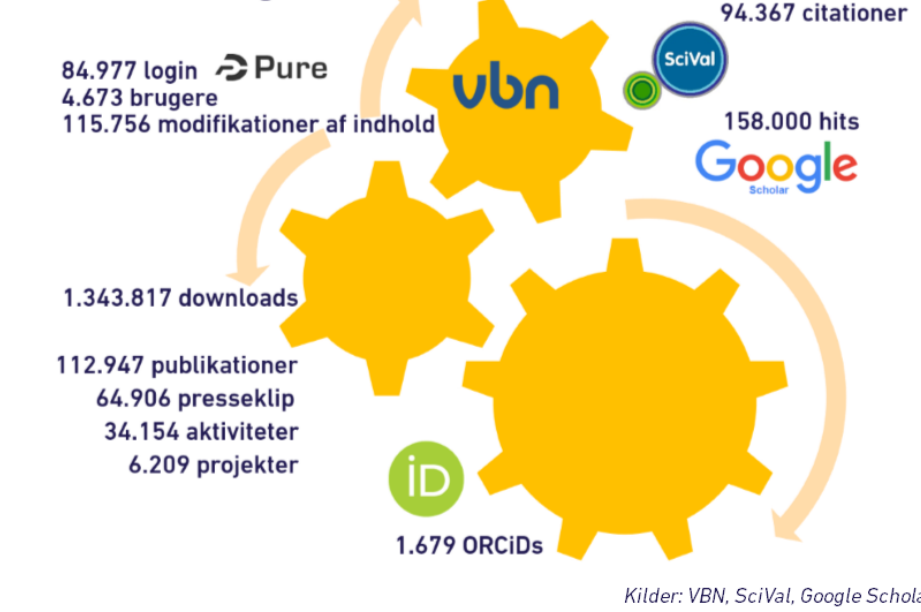 94.367 citationer
84.977 login
Pure
4.673 brugere
115.756 modifikationer af indhold
vbn
SciVal
158.000 hits
Google
Scholar
1.343.817 downloads
112.947 publikationer
64.906 presseklip
34.154 aktiviteter
6.209 projekter
iD
1.679 ORCiDs
Kilder: VBN, SciVal, Google Schola